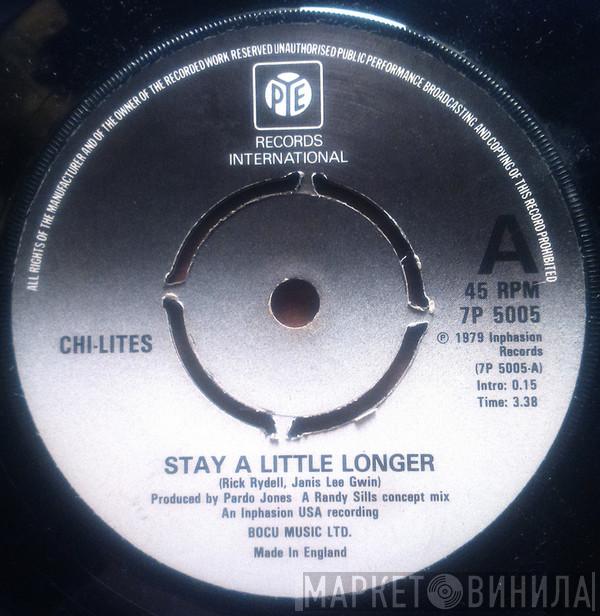 ALL RIGHTS OF THE MANUFACTURER AND OF THE OWNER OF THE RECORDED WORK RESERVED UNAUTHORISED PUBLIC PERFORMANCE BROADCASTING AND COPYING OF THIS RECORD PROHIBITED
PYE
RECORDS
INTERNATIONAL
A
45 RPM
7P 5005
℗ 1979 Inphasion
Records
(7P 5005-A)
Intro: 0.15
Time: 3.38
CHI-LITES
STAY A LITTLE LONGER
(Rick Rydell, Janis Lee Gwin)
Produced by Pardo Jones A Randy Sills concept mix
An Inphasion USA recording
BOCU MUSIC LTD.
Made In England
МАРКЕТ ВИНИЛА